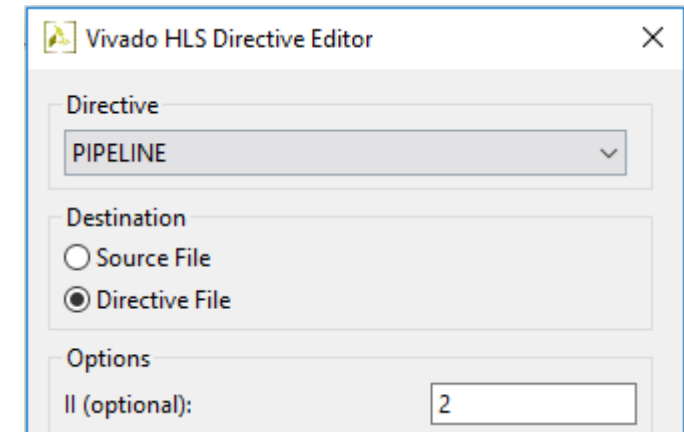 Vivado HLS Directive Editor
Directive
PIPELINE
Destination
Source File
Directive File
Options
II (optional): 2